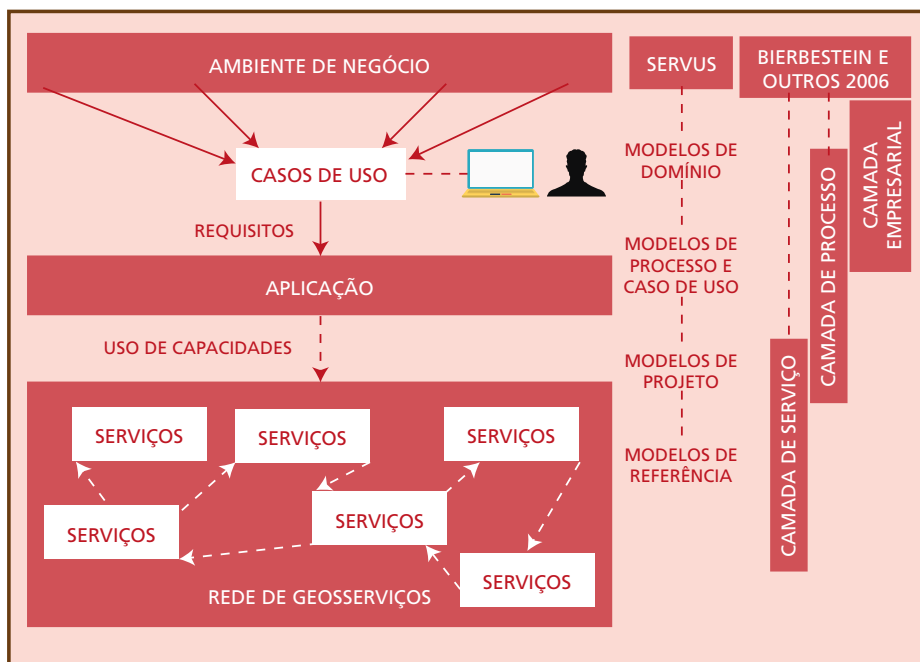 AMBIENTE DE NEGÓCIO
CASOS DE USO
REQUISITOS
APLICAÇÃO
USO DE CAPACIDADES
SERVIÇOS
SERVIÇOS
SERVIÇOS
SERVIÇOS
SERVIÇOS
SERVIÇOS
REDE DE GEOSSERVIÇOS
SERVUS
MODELOS DE
DOMÍNIO
MODELOS DE
PROCESSO E
CASO DE USO
MODELOS DE
PROJETO
MODELOS DE
REFERÊNCIA
BIERBESTEIN E
OUTROS 2006
CAMADA DE SERVIÇO
CAMADA DE PROCESSO
CAMADA
EMPRESARIAL